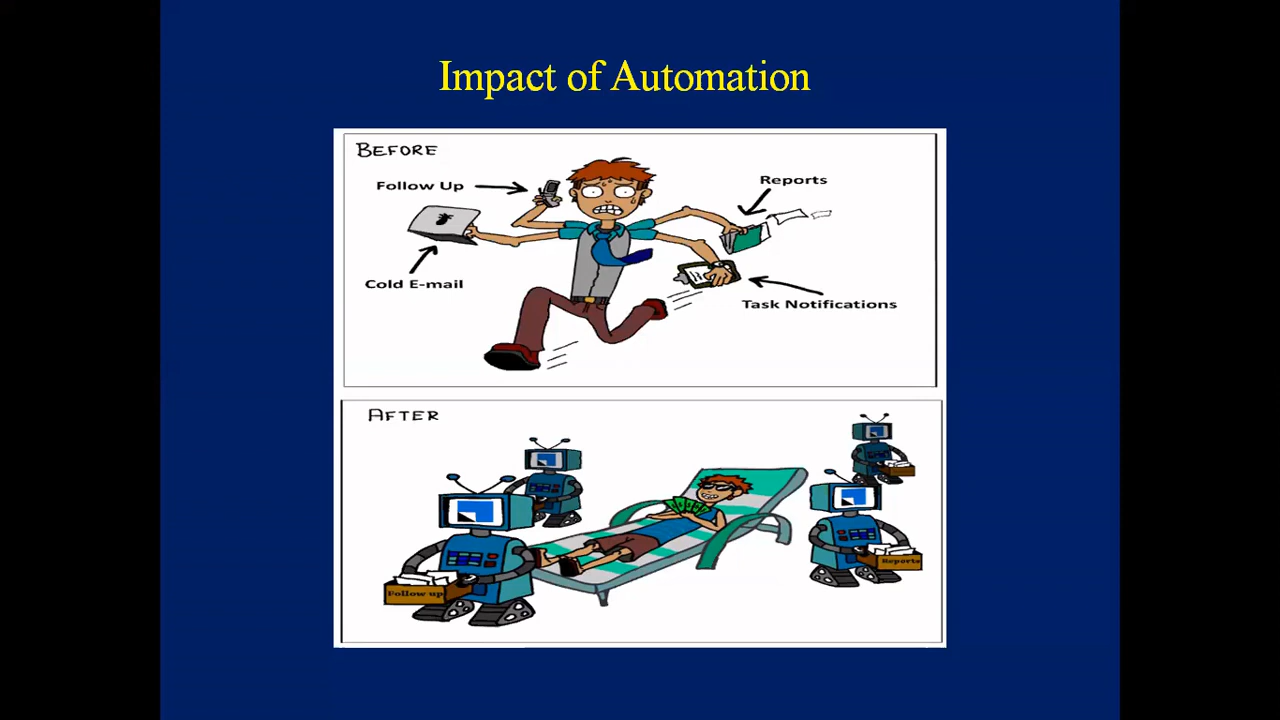 Impact of Automation
BEFORE
Follow Up
Reports
Cold E-mail
Task Notifications
AFTER
Reports
Follow up